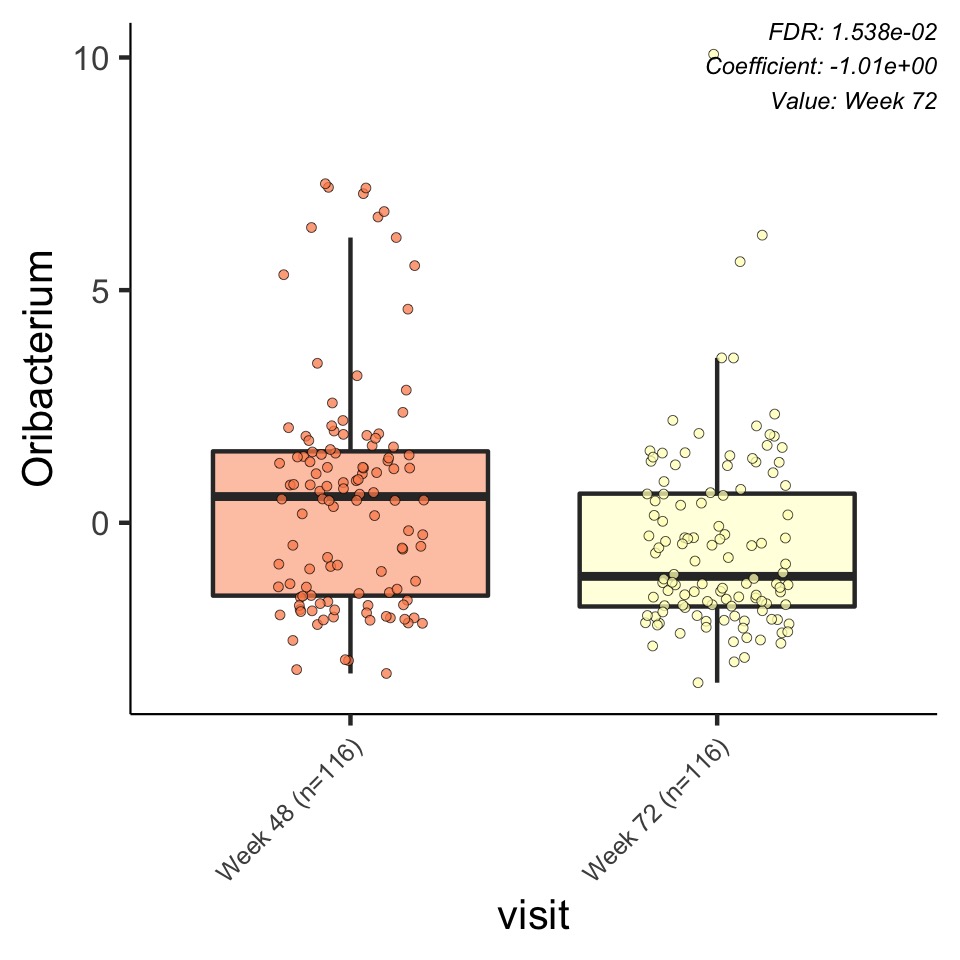 FDR: 1.538e-02
Coefficient: -1.01e+00
Value: Week 72
10
5
0
Oribacterium
Week 48 (n=116)
Week 72 (n=116)
visit